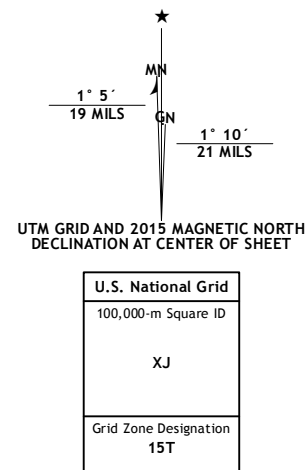 MN
1° 5´
19 MILS
GN
1° 10´
21 MILS
UTM GRID AND 2015 MAGNETIC NORTH
DECLINATION AT CENTER OF SHEET
U.S. National Grid
100,000-m Square ID
XJ
Grid Zone Designation
15T